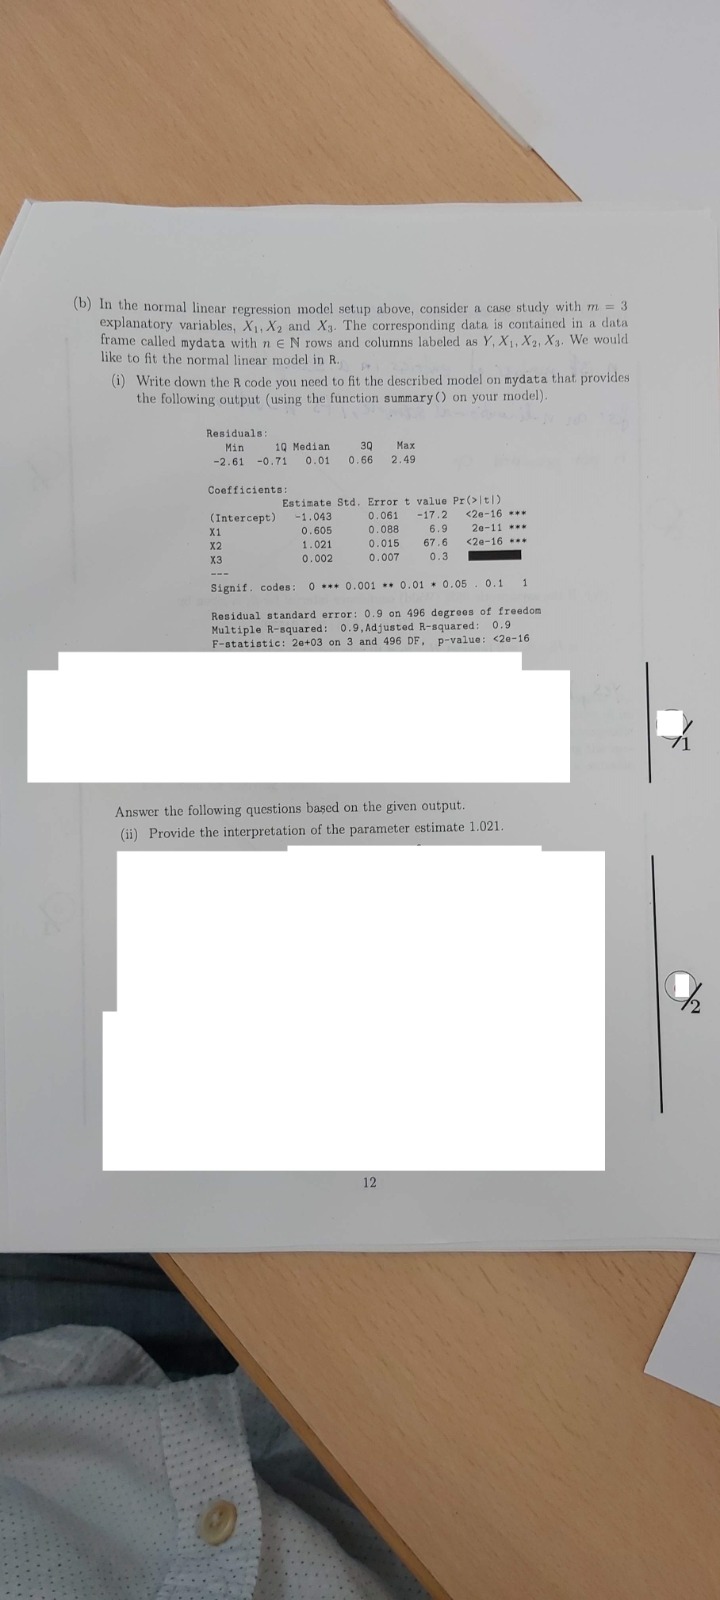 (b) In the normal linear regression model setup above, consider a case study with m = 3
explanatory variables, X₁, X₂ and X₃. The corresponding data is contained in a data
frame called mydata with n ∈ ℕ rows and columns labeled as Y, X₁, X₂, X₃. We would
like to fit the normal linear model in R.
(i) Write down the R code you need to fit the described model on mydata that provides
the following output (using the function summary() on your model).
Residuals:
Min 1Q Median 3Q Max
-2.61 -0.71 0.01 0.66 2.49
Coefficients:
Estimate Std. Error t value Pr(>|t|)
(Intercept) -1.043 0.061 -17.2 <2e-16 ***
X1 0.605 0.088 6.9 2e-11 ***
X2 1.021 0.015 67.6 <2e-16 ***
X3 0.002 0.007 0.3
---
Signif. codes: 0 *** 0.001 ** 0.01 * 0.05 . 0.1 1
Residual standard error: 0.9 on 496 degrees of freedom
Multiple R-squared: 0.9,Adjusted R-squared: 0.9
F-statistic: 2e+03 on 3 and 496 DF, p-value: <2e-16
/1
Answer the following questions based on the given output.
(ii) Provide the interpretation of the parameter estimate 1.021.
/2
12